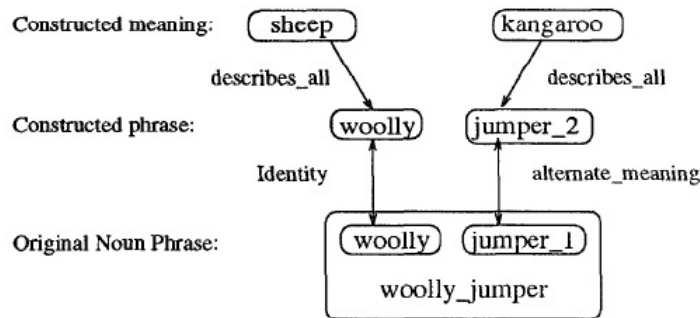 Constructed meaning: sheep kangaroo
describes_all describes_all
Constructed phrase: woolly jumper_2
Identity alternate_meaning
Original Noun Phrase: woolly jumper_1
woolly_jumper